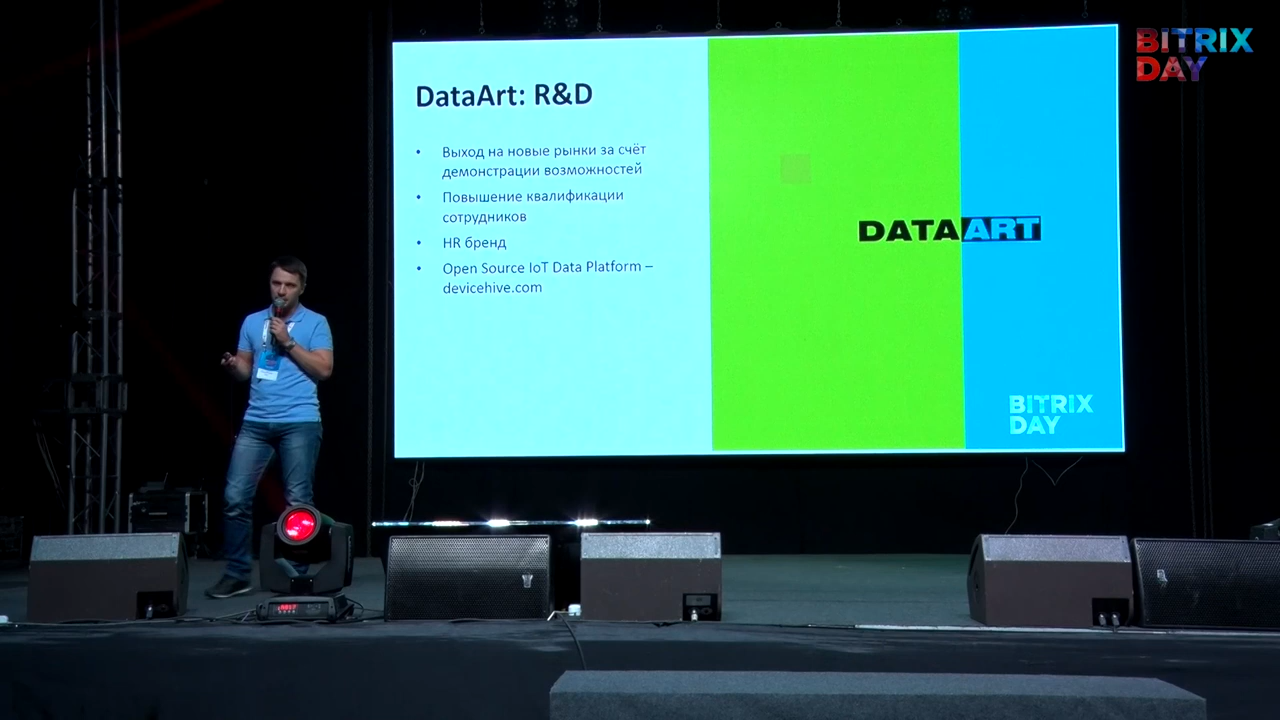 BITRIX
DAY
DataArt: R&D
• Выход на новые рынки за счёт
демонстрации возможностей
• Повышение квалификации
сотрудников
• HR бренд
• Open Source IoT Data Platform –
devicehive.com
DATAART
BITRIX
DAY